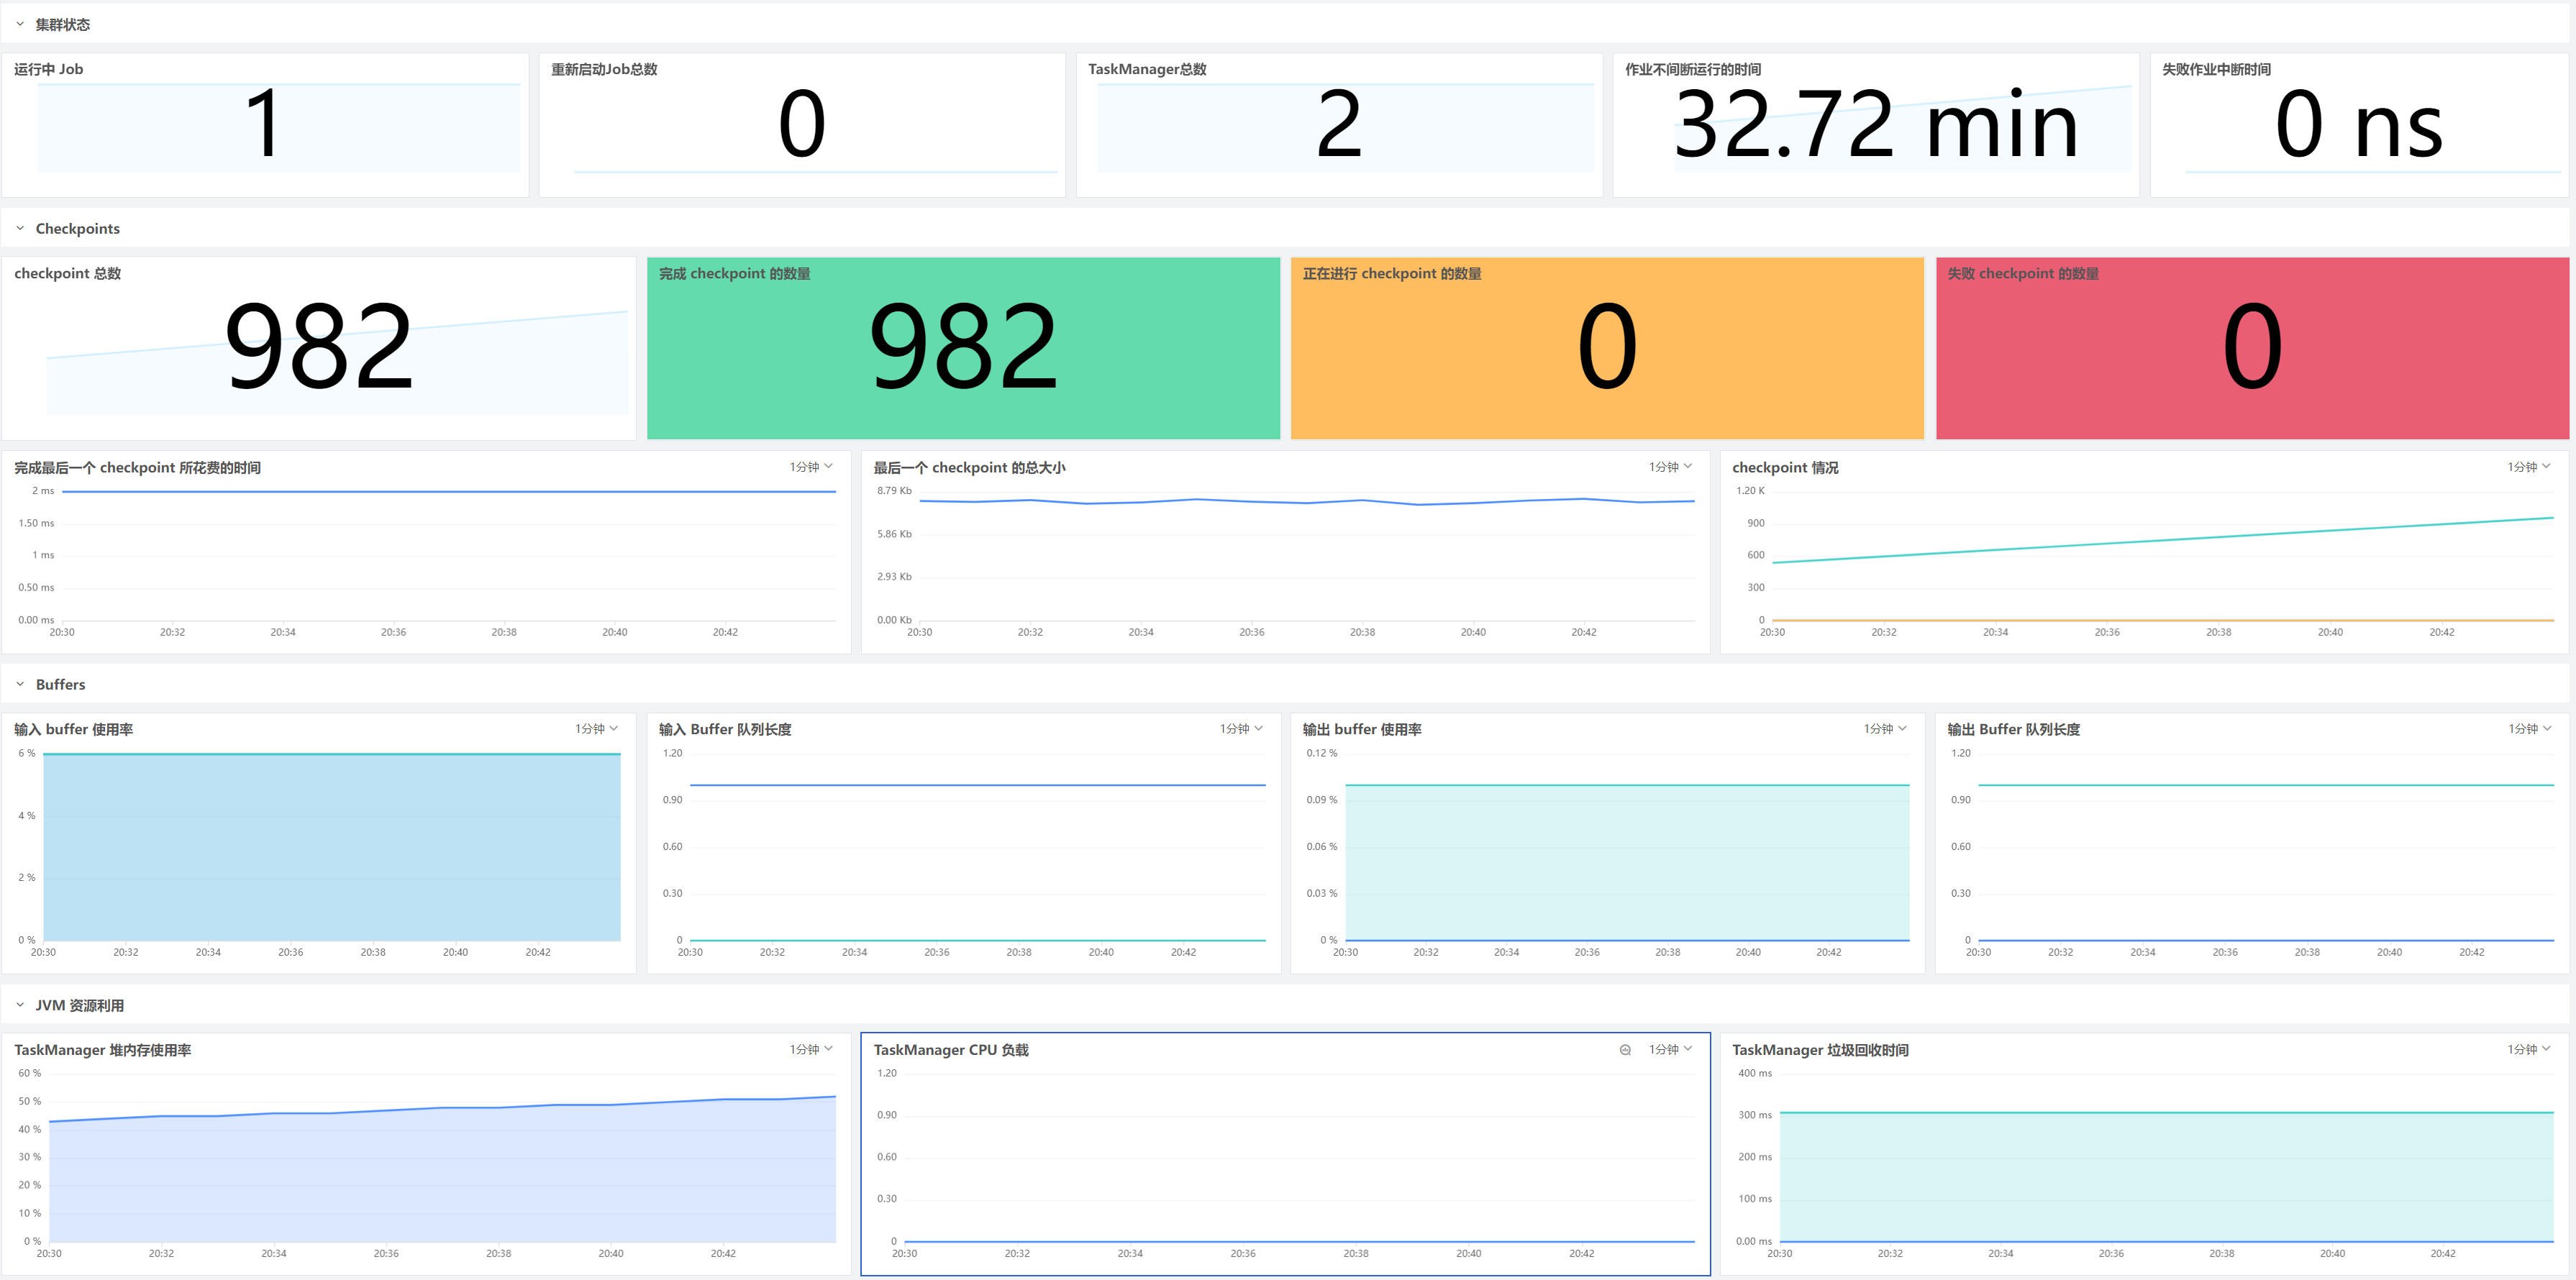 集群状态
运行中 Job
1
重新启动Job总数
0
TaskManager总数
2
作业不间断运行的时间
32.72 min
失败作业中断时间
0 ns
Checkpoints
checkpoint 总数
982
完成 checkpoint 的数量
982
正在进行 checkpoint 的数量
0
失败 checkpoint 的数量
0
完成最后一个 checkpoint 所花费的时间
1分钟
2 ms
1.50 ms
1 ms
0.50 ms
0.00 ms
20:30 20:32 20:34 20:36 20:38 20:40 20:42
最后一个 checkpoint 的总大小
1分钟
8.79 Kb
5.86 Kb
2.93 Kb
0.00 Kb
20:30 20:32 20:34 20:36 20:38 20:40 20:42
checkpoint 情况
1分钟
1.20 K
900
600
300
0
20:30 20:32 20:34 20:36 20:38 20:40 20:42
Buffers
输入 buffer 使用率
1分钟
6 %
4 %
2 %
0 %
20:30 20:32 20:34 20:36 20:38 20:40 20:42
输入 Buffer 队列长度
1分钟
1.20
0.90
0.60
0.30
0
20:30 20:32 20:34 20:36 20:38 20:40 20:42
输出 buffer 使用率
1分钟
0.12 %
0.09 %
0.06 %
0.03 %
0 %
20:30 20:32 20:34 20:36 20:38 20:40 20:42
输出 Buffer 队列长度
1分钟
1.20
0.90
0.60
0.30
0
20:30 20:32 20:34 20:36 20:38 20:40 20:42
JVM 资源利用
TaskManager 堆内存使用率
1分钟
60 %
50 %
40 %
30 %
20 %
10 %
0 %
20:30 20:32 20:34 20:36 20:38 20:40 20:42
TaskManager CPU 负载
1分钟
1.20
0.90
0.60
0.30
0
20:30 20:32 20:34 20:36 20:38 20:40 20:42
TaskManager 垃圾回收时间
1分钟
400 ms
300 ms
200 ms
100 ms
0.00 ms
20:30 20:32 20:34 20:36 20:38 20:40 20:42